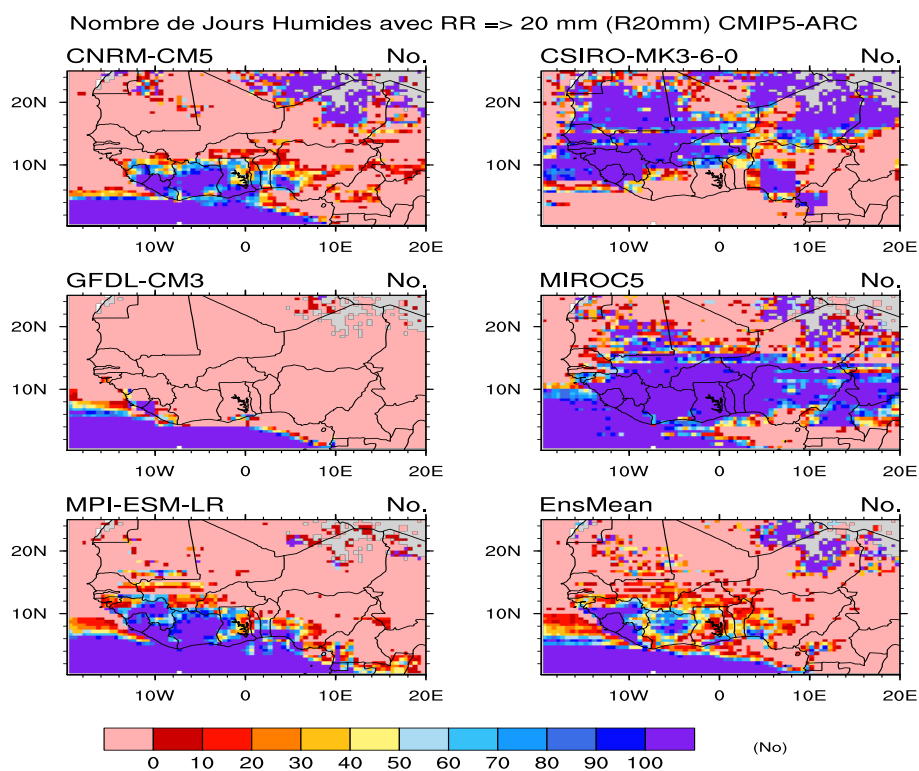 Nombre de Jours Humides avec RR => 20 mm (R20mm) CMIP5-ARC
CNRM-CM5 No. CSIRO-MK3-6-0 No.
20N 20N
10N 10N
10W 0 10E 20E 10W 0 10E 20E
GFDL-CM3 No. MIROC5 No.
20N 20N
10N 10N
10W 0 10E 20E 10W 0 10E 20E
MPI-ESM-LR No. EnsMean No.
20N 20N
10N 10N
10W 0 10E 20E 10W 0 10E 20E
0 10 20 30 40 50 60 70 80 90 100 (No)